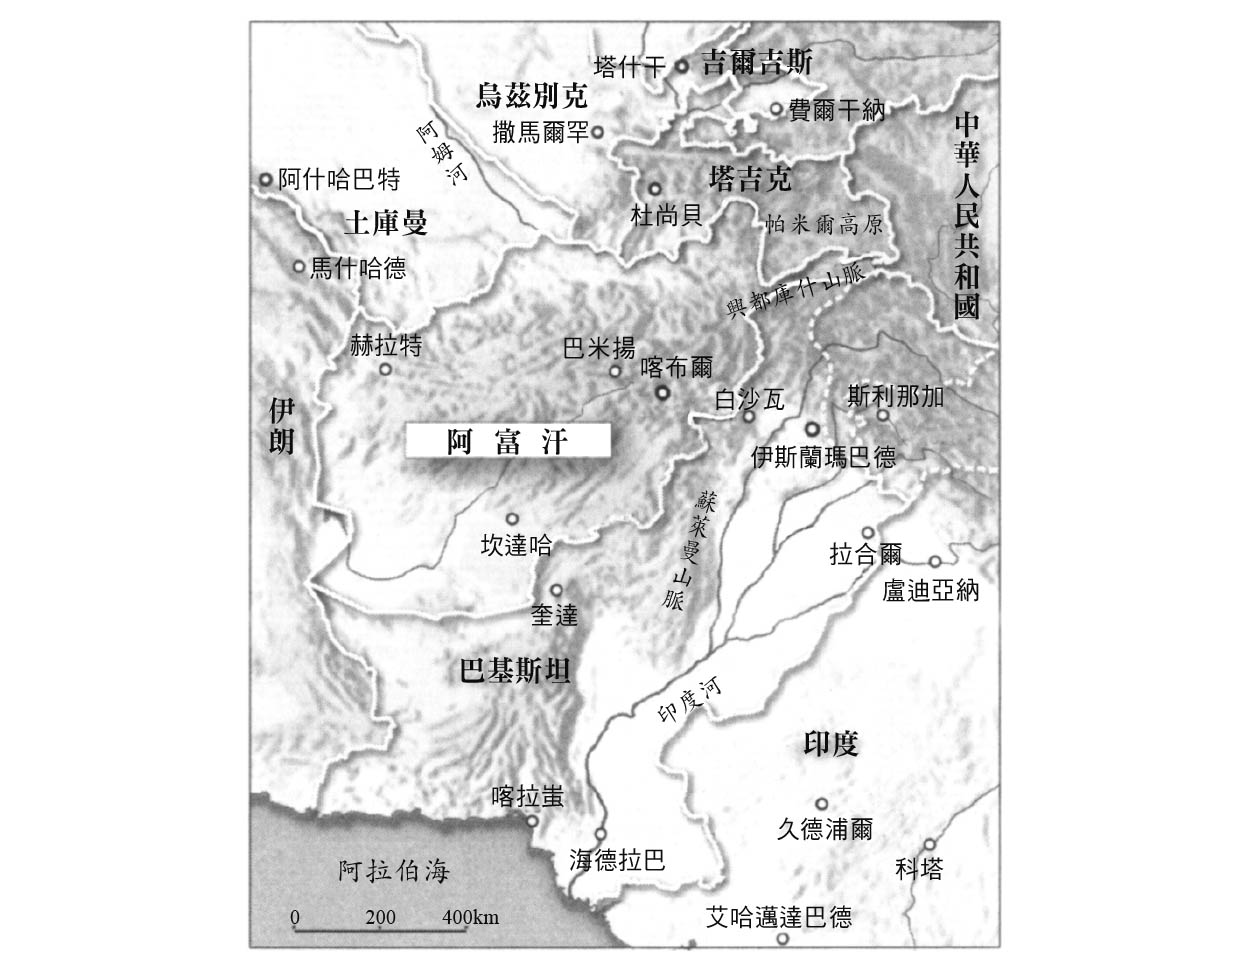 塔什干
吉爾吉斯
烏茲別克
費爾干納
撒馬爾罕
阿姆河
中華人民共和國
阿什哈巴特
塔吉克
杜尚貝
土庫曼
帕米爾高原
馬什哈德
興都庫什山脈
赫拉特
巴米揚
喀布爾
白沙瓦
斯利那加
伊朗
阿富汗
伊斯蘭瑪巴德
蘇萊曼山脈
坎達哈
拉合爾
盧迪亞納
奎達
巴基斯坦
印度河
印度
喀拉蚩
久德浦爾
海德拉巴
科塔
阿拉伯海
艾哈邁達巴德
0 200 400km